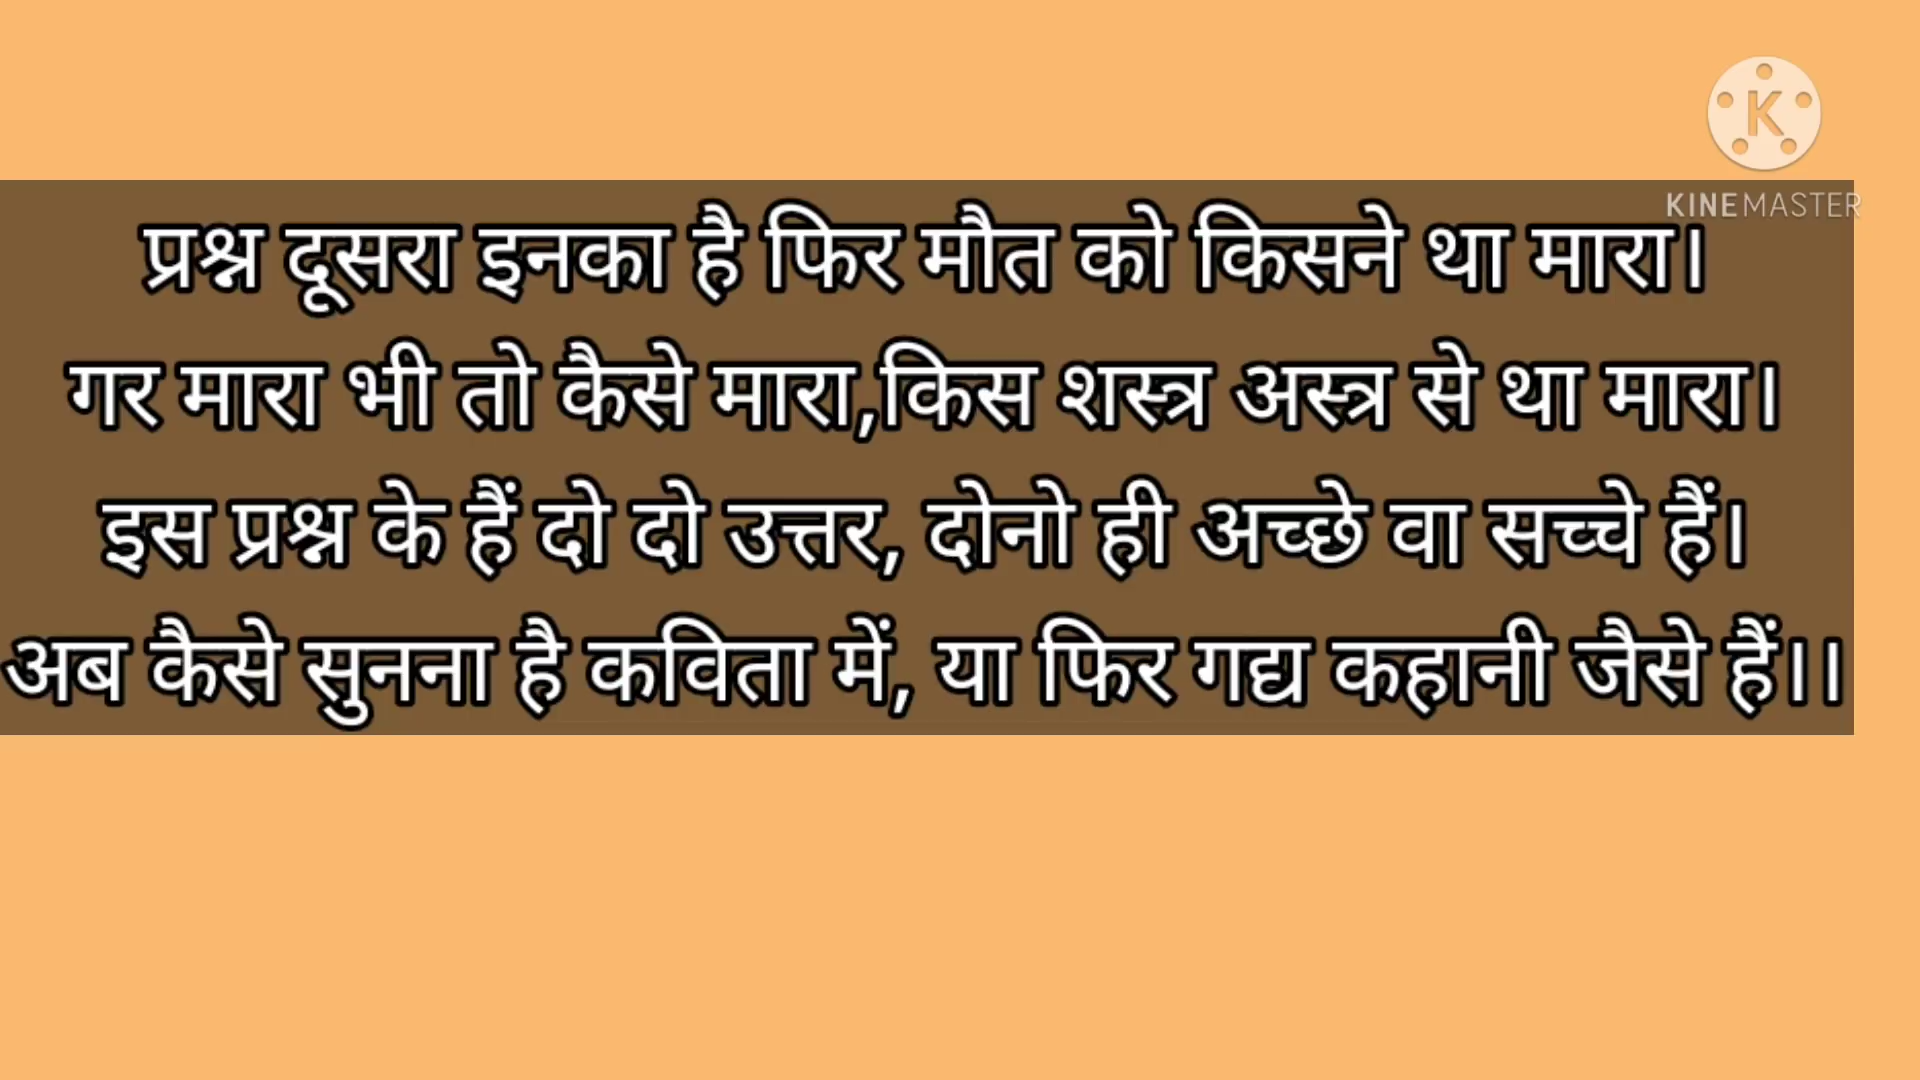 KINEMASTER
प्रश्न दूसरा इनका है फिर मौत को किसने था मारा।
गर मारा भी तो कैसे मारा,किस शस्त्र अस्त्र से था मारा।
इस प्रश्न के हैं दो दो उत्तर, दोनो ही अच्छे वा सच्चे हैं।
अब कैसे सुनना है कविता में, या फिर गद्य कहानी जैसे हैं।।